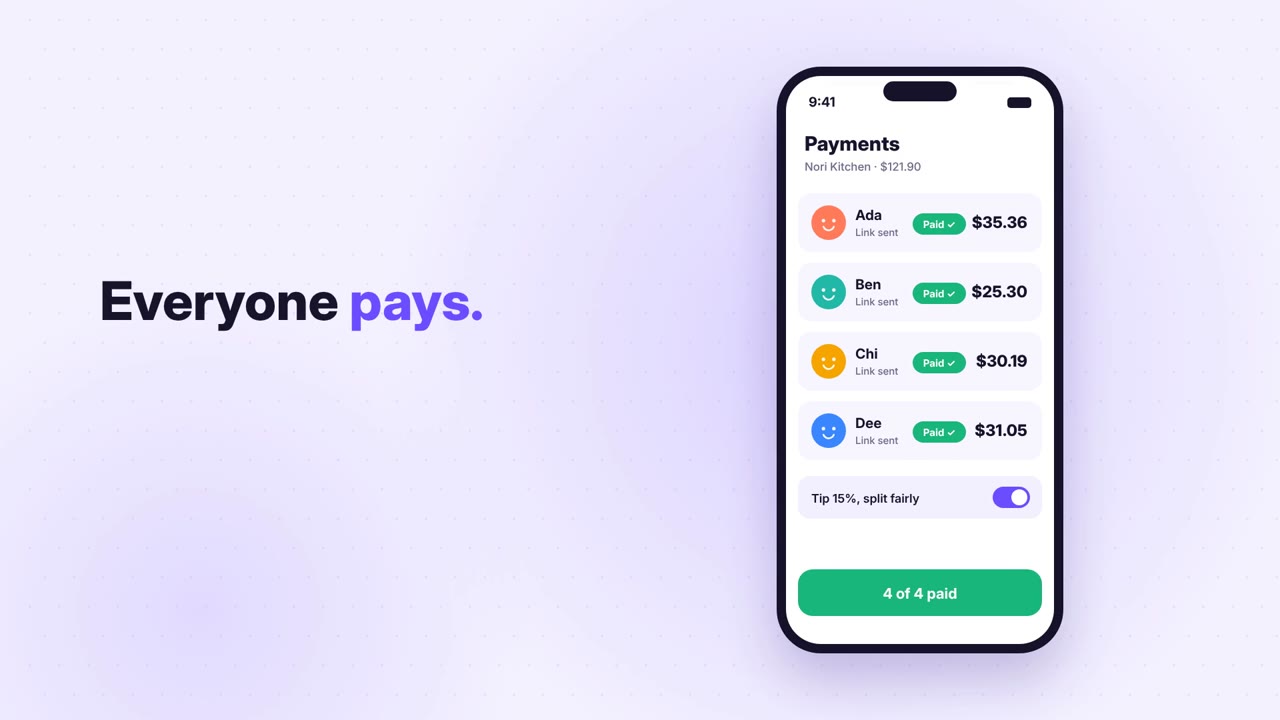 Everyone pays.
9:41
Payments
Nori Kitchen · $121.90
Ada
Link sent
Paid ✓
$35.36
Ben
Link sent
Paid ✓
$25.30
Chi
Link sent
Paid ✓
$30.19
Dee
Link sent
Paid ✓
$31.05
Tip 15%, split fairly
4 of 4 paid